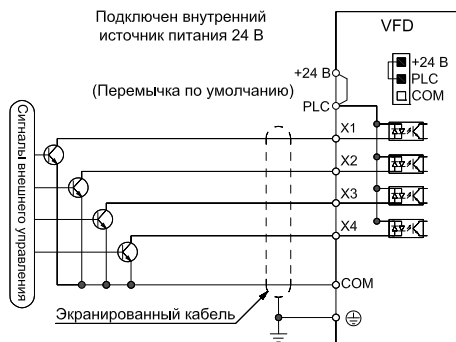 Подключен внутренний
источник питания 24 В
VFD
+24 В
PLC
COM
+24 В
(Перемычка по умолчанию)
PLC
Сигналы внешнего управления
X1
X2
X3
X4
COM
Экранированный кабель